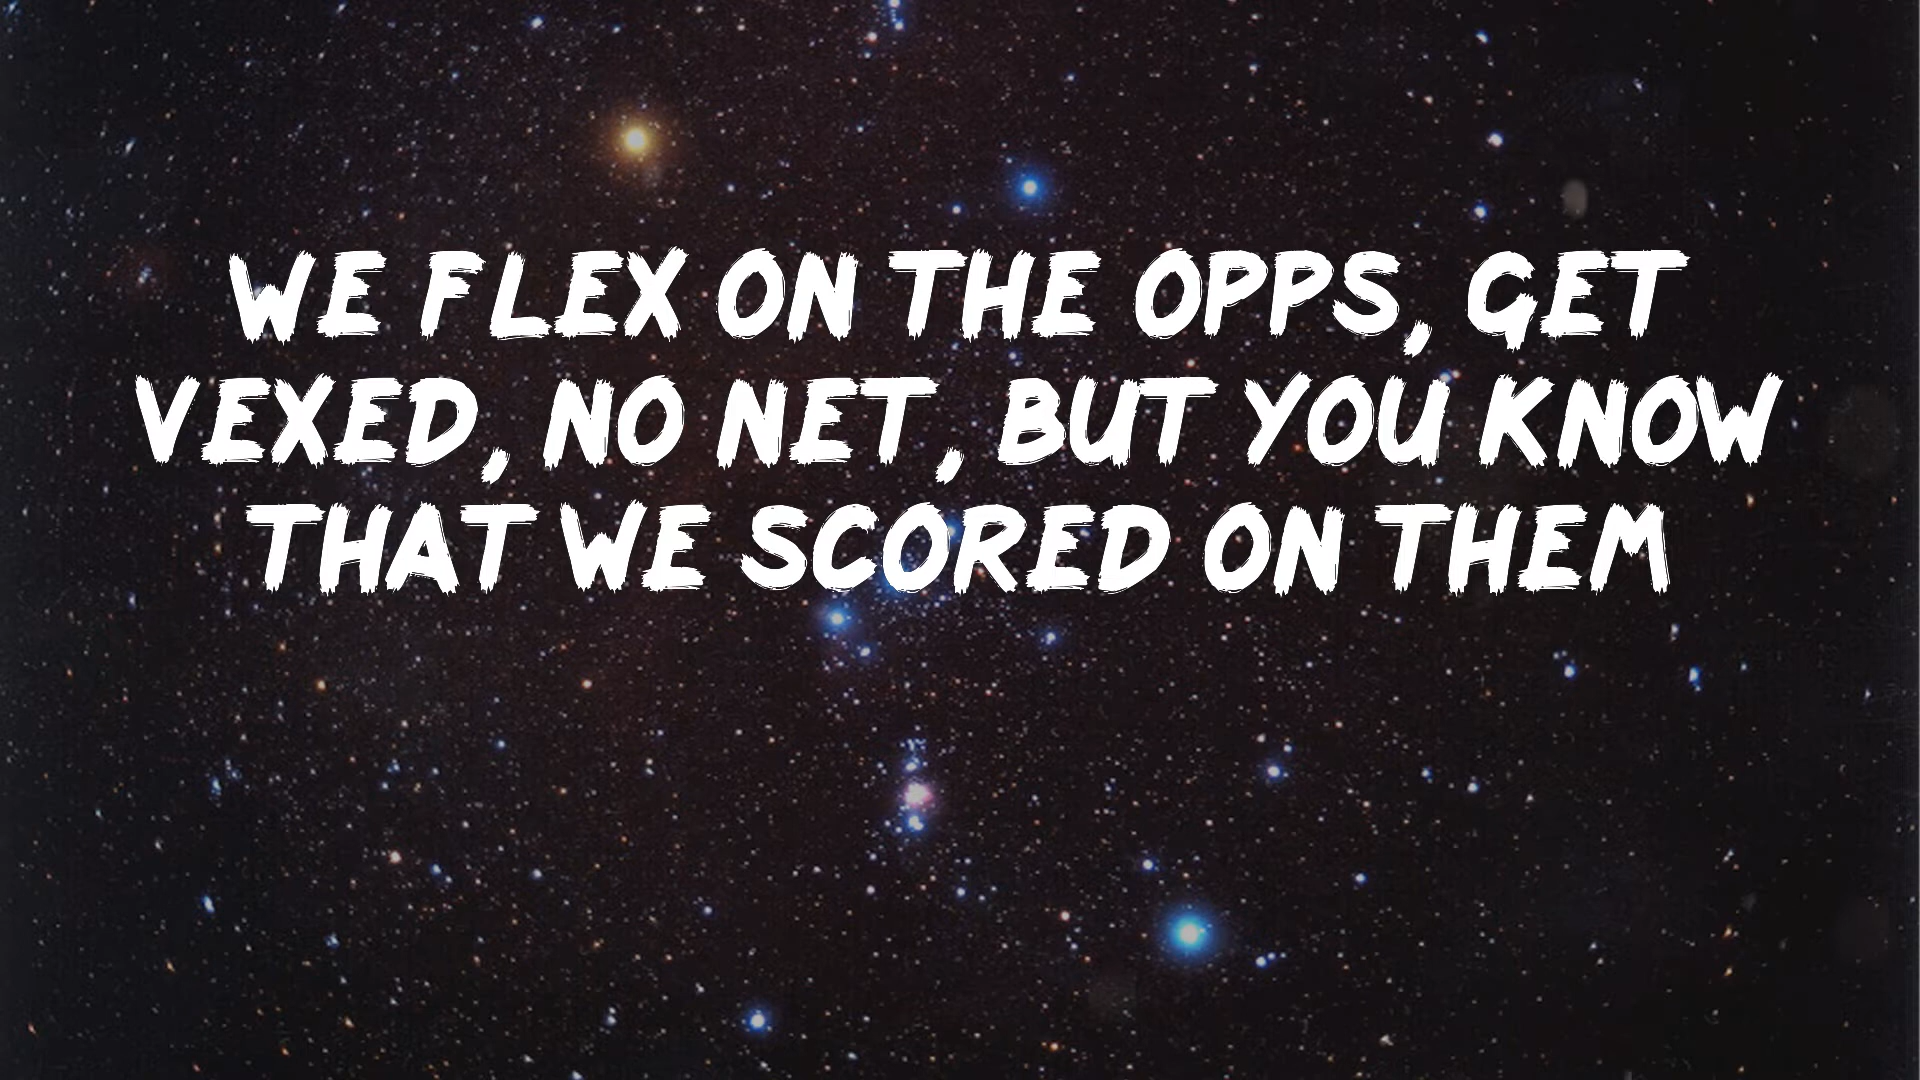 WE FLEX ON THE OPPS, GET
VEXED, NO NET, BUT YOU KNOW
THAT WE SCORED ON THEM